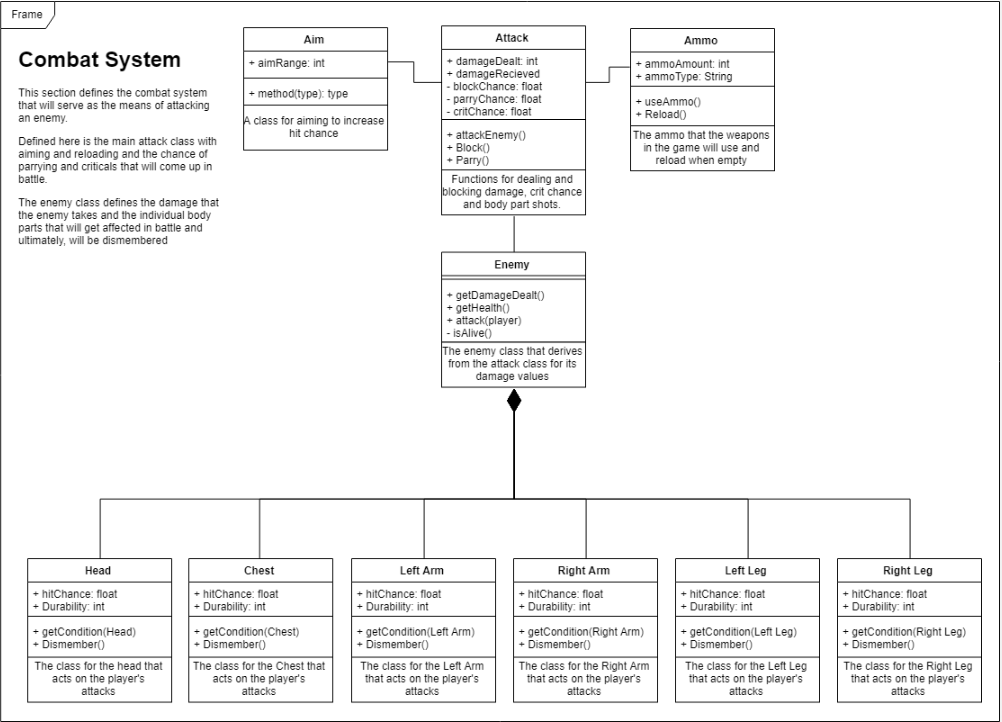 Frame
Combat System
This section defines the combat system
that will serve as the means of attacking
an enemy.
Defined here is the main attack class with
aiming and reloading and the chance of
parrying and criticals that will come up in
battle.
The enemy class defines the damage that
the enemy takes and the individual body
parts that will get affected in battle and
ultimately, will be dismembered
Aim
+ aimRange: int
+ method(type): type
A class for aiming to increase
hit chance
Attack
+ damageDealt: int
+ damageRecieved
- blockChance: float
- parryChance: float
- critChance: float
+ attackEnemy()
+ Block()
+ Parry()
Functions for dealing and
blocking damage, crit chance
and body part shots.
Ammo
+ ammoAmount: int
+ ammoType: String
+ useAmmo()
+ Reload()
The ammo that the weapons
in the game will use and
reload when empty
Enemy
+ getDamageDealt()
+ getHealth()
+ attack(player)
- isAlive()
The enemy class that derives
from the attack class for its
damage values
Head
+ hitChance: float
+ Durability: int
+ getCondition(Head)
+ Dismember()
The class for the head that
acts on the player's
attacks
Chest
+ hitChance: float
+ Durability: int
+ getCondition(Chest)
+ Dismember()
The class for the Chest that
acts on the player's
attacks
Left Arm
+ hitChance: float
+ Durability: int
+ getCondition(Left Arm)
+ Dismember()
The class for the Left Arm
that acts on the player's
attacks
Right Arm
+ hitChance: float
+ Durability: int
+ getCondition(Right Arm)
+ Dismember()
The class for the Right Arm
that acts on the player's
attacks
Left Leg
+ hitChance: float
+ Durability: int
+ getCondition(Left Leg)
+ Dismember()
The class for the Left Leg
that acts on the player's
attacks
Right Leg
+ hitChance: float
+ Durability: int
+ getCondition(Right Leg)
+ Dismember()
The class for the Right Leg
that acts on the player's
attacks